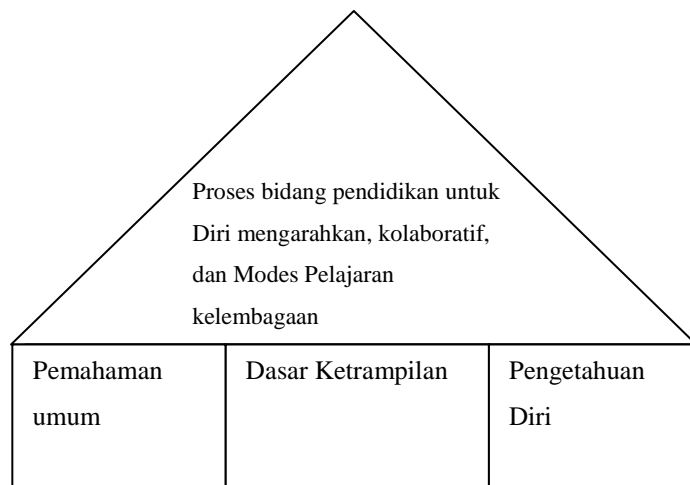 Proses bidang pendidikan untuk
Diri mengarahkan, kolaboratif,
dan Modes Pelajaran
kelembagaan
Pemahaman
umum
Dasar Ketrampilan
Pengetahuan
Diri